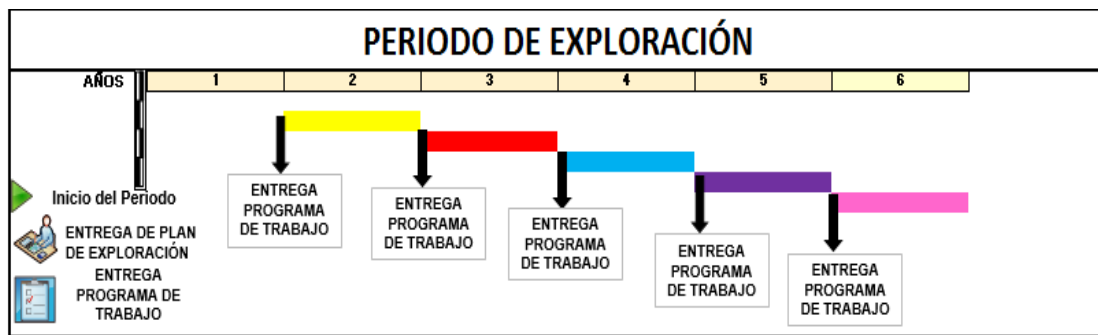 PERIODO DE EXPLORACIÓN
AÑOS 1 2 3 4 5 6
ENTREGA
PROGRAMA
DE TRABAJO
ENTREGA
PROGRAMA
DE TRABAJO
ENTREGA
PROGRAMA
DE TRABAJO
ENTREGA
PROGRAMA
DE TRABAJO
ENTREGA
PROGRAMA
DE TRABAJO
Inicio del Periodo
ENTREGA DE PLAN
DE EXPLORACIÓN
ENTREGA
PROGRAMA DE
TRABAJO